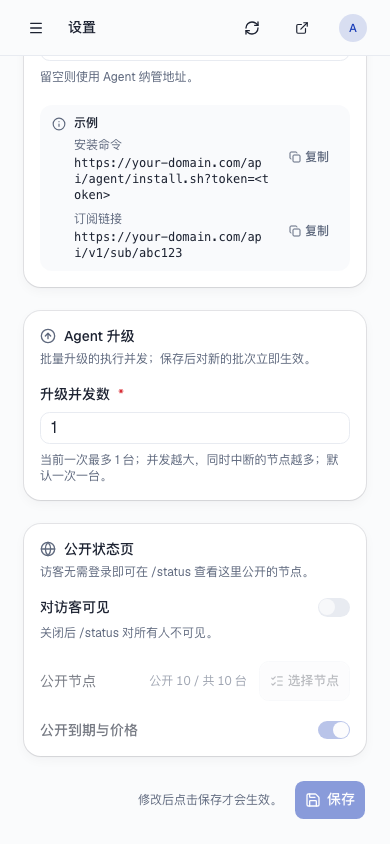 设置
A
留空则使用 Agent 纳管地址。
示例
安装命令
https://your-domain.com/ap
i/agent/install.sh?token=<t
oken>
复制
订阅链接
https://your-domain.com/ap
i/v1/sub/abc123
复制
Agent 升级
批量升级的执行并发；保存后对新的批次立即生效。
升级并发数 *
1
当前一次最多 1 台；并发越大，同时中断的节点越多；默
认一次一台。
公开状态页
访客无需登录即可在 /status 查看这里公开的节点。
对访客可见
关闭后 /status 对所有人不可见。
公开节点 公开 10 / 共 10 台 选择节点
公开到期与价格
修改后点击保存才会生效。 保存